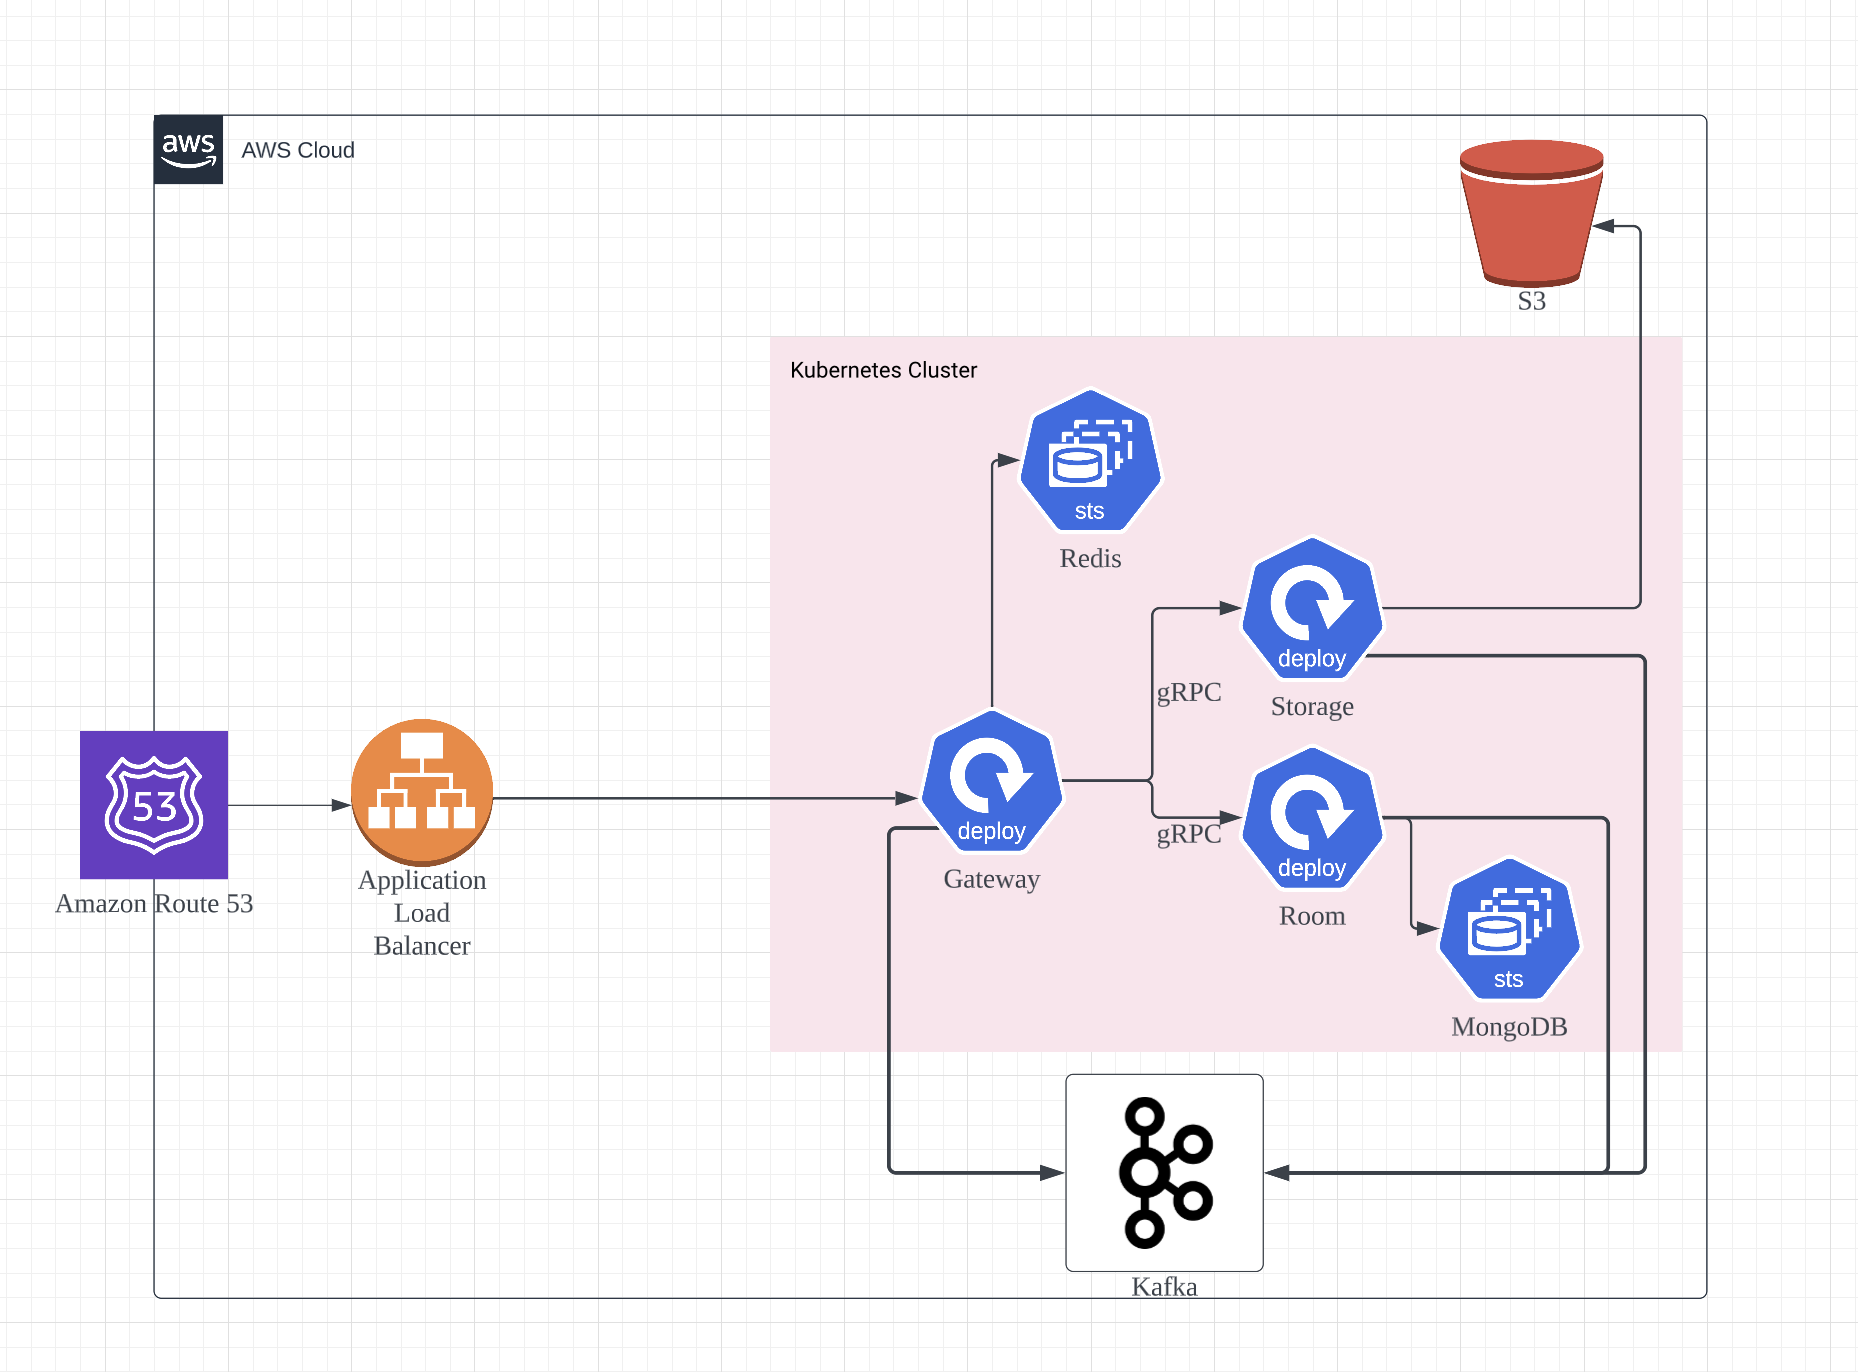 aws
AWS Cloud
S3
Kubernetes Cluster
sts
Redis
deploy
Storage
gRPC
53
Amazon Route 53
Application
Load
Balancer
deploy
Gateway
gRPC
deploy
Room
sts
MongoDB
Kafka